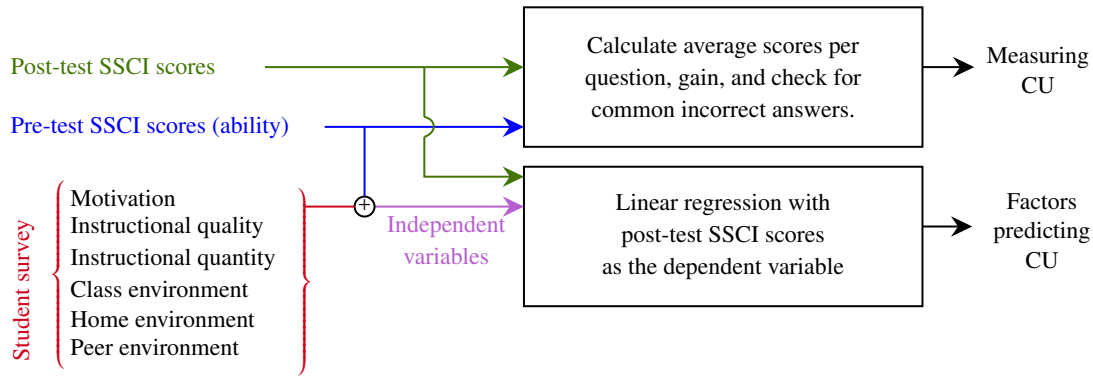 Post-test SSCI scores
Pre-test SSCI scores (ability)
Calculate average scores per
question, gain, and check for
common incorrect answers.
Measuring
CU
Student survey
Motivation
Instructional quality
Instructional quantity
Class environment
Home environment
Peer environment
+
Independent
variables
Linear regression with
post-test SSCI scores
as the dependent variable
Factors
predicting
CU